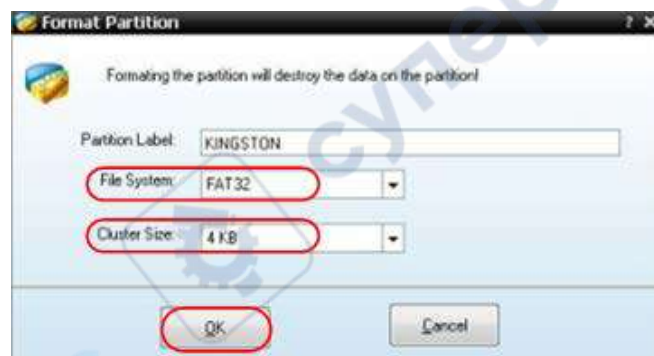 Format Partition
Formating the partition will destroy the data on the partition!
Partition Label:
KINGSTON
File System:
FAT32
Cluster Size:
4 KB
OK
Cancel
супер